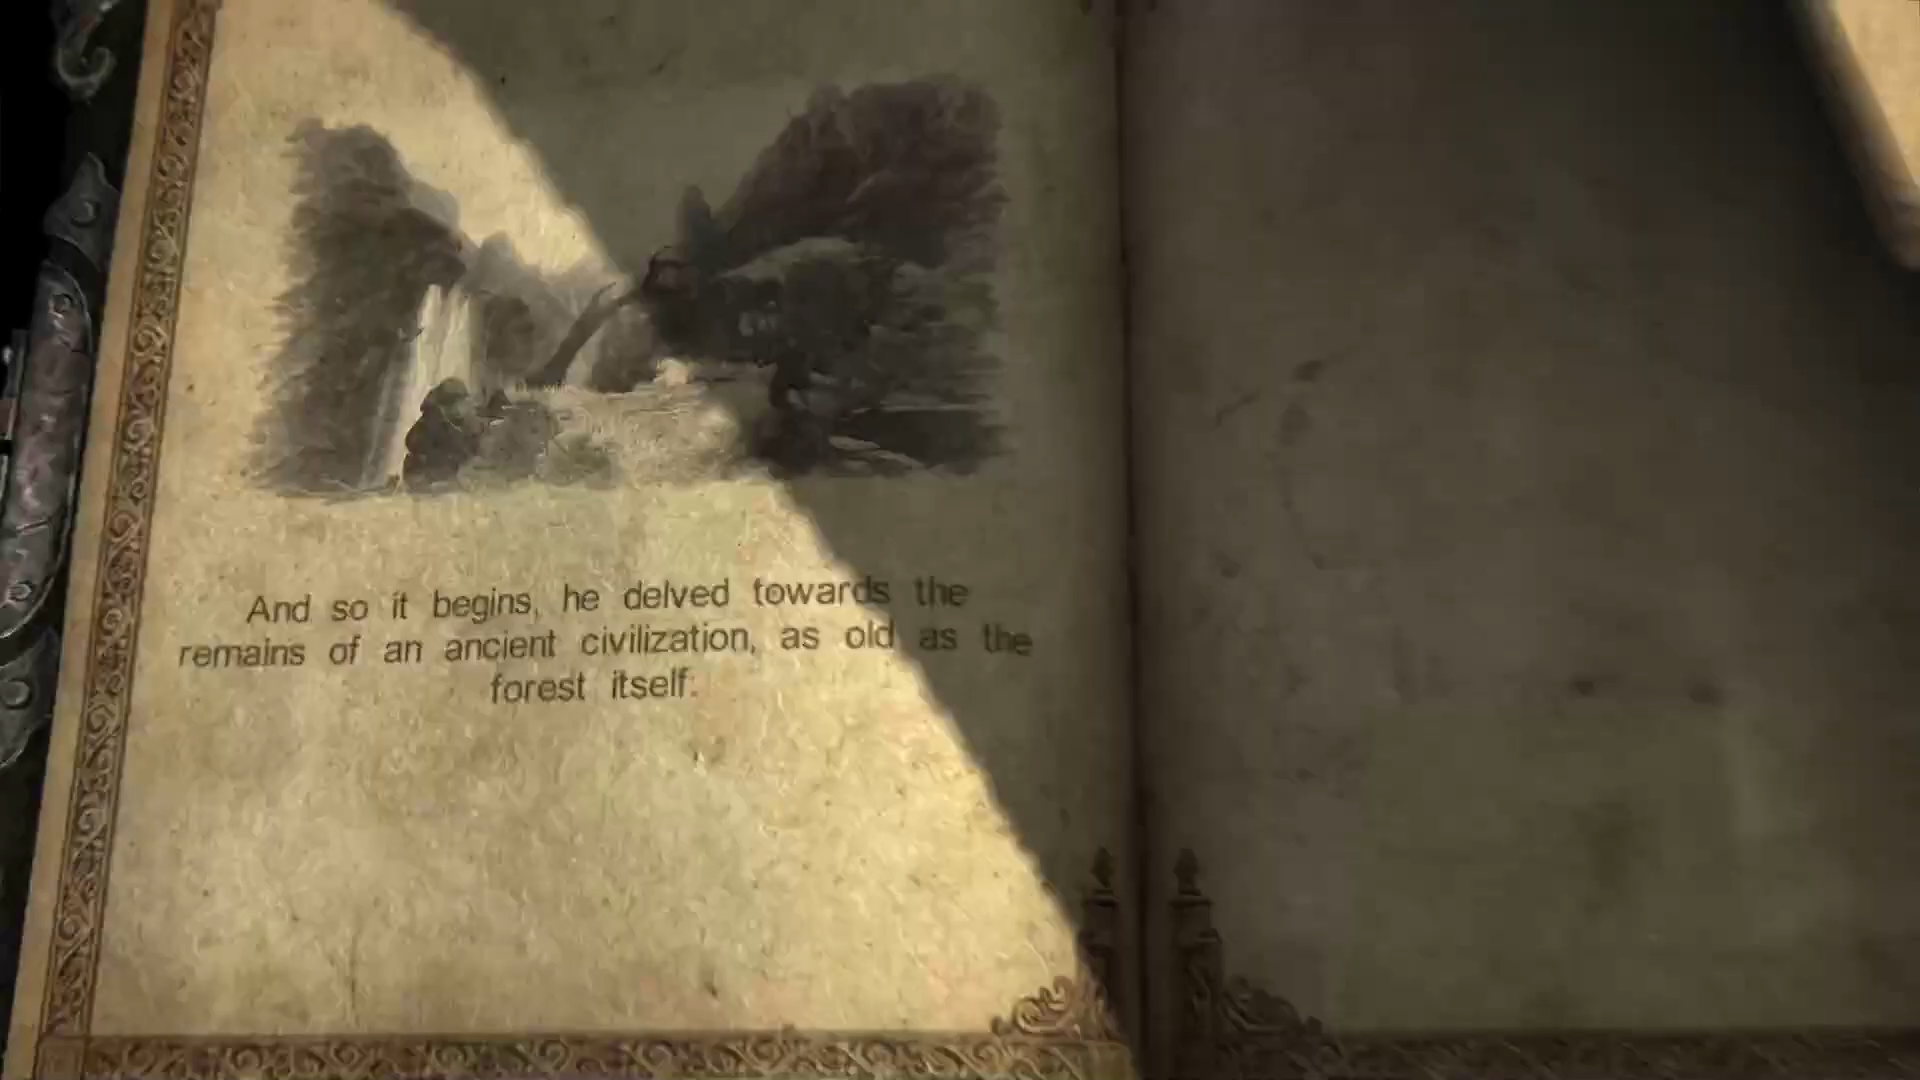 And so it begins, he delved towards the
remains of an ancient civilization, as old as the
forest itself.